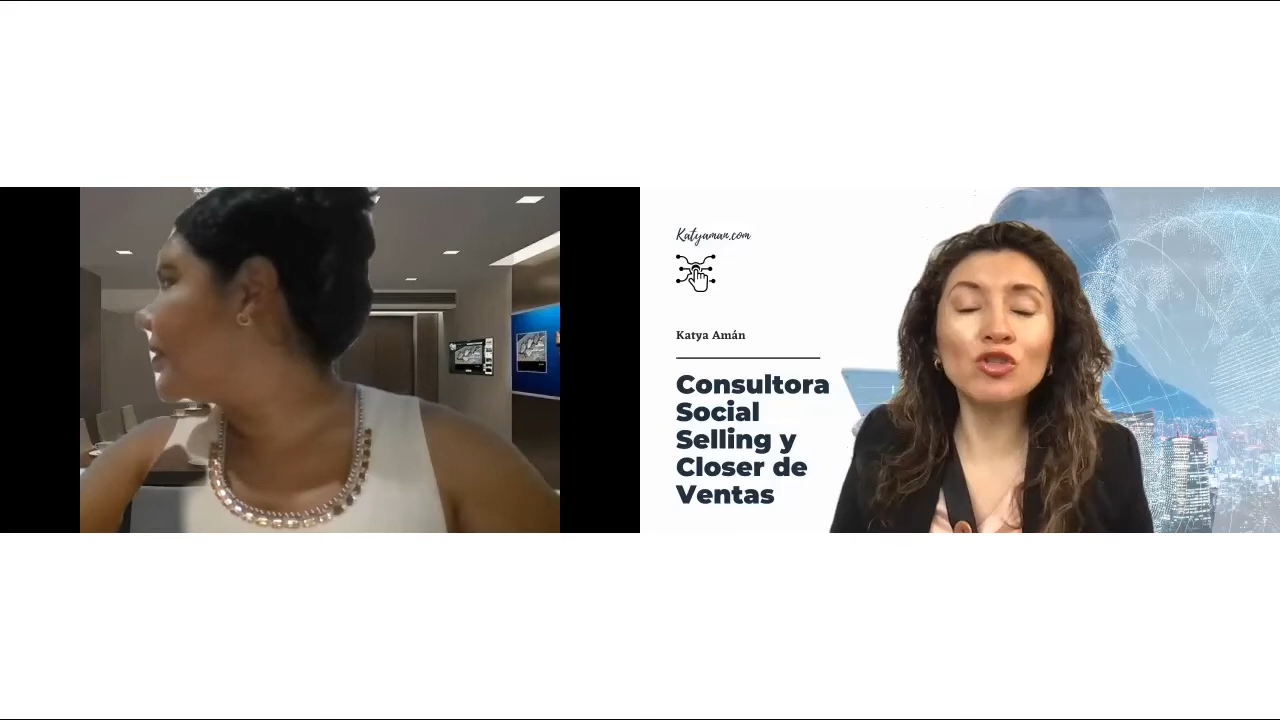 Katyaman.com
Katya Amán
Consultora
Social
Selling y
Closer de
Ventas